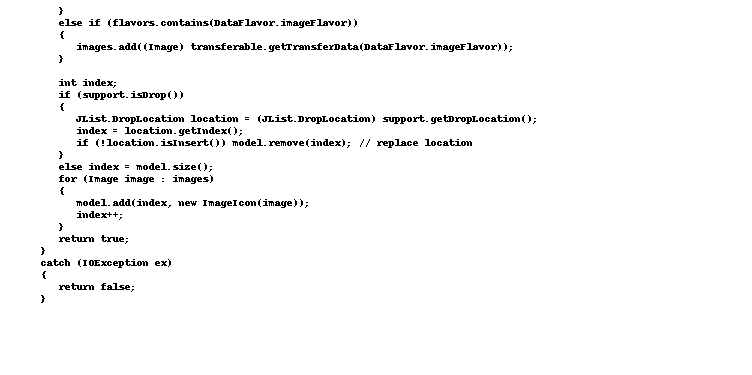 }
else if (flavors.contains(DataFlavor.imageFlavor))
{
images.add((Image) transferable.getTransferData(DataFlavor.imageFlavor));
}
int index;
if (support.isDrop())
{
JList.DropLocation location = (JList.DropLocation) support.getDropLocation();
index = location.getIndex();
if (!location.isInsert()) model.remove(index); // replace location
}
else index = model.size();
for (Image image : images)
{
model.add(index, new ImageIcon(image));
index++;
}
return true;
}
catch (IOException ex)
{
return false;
}